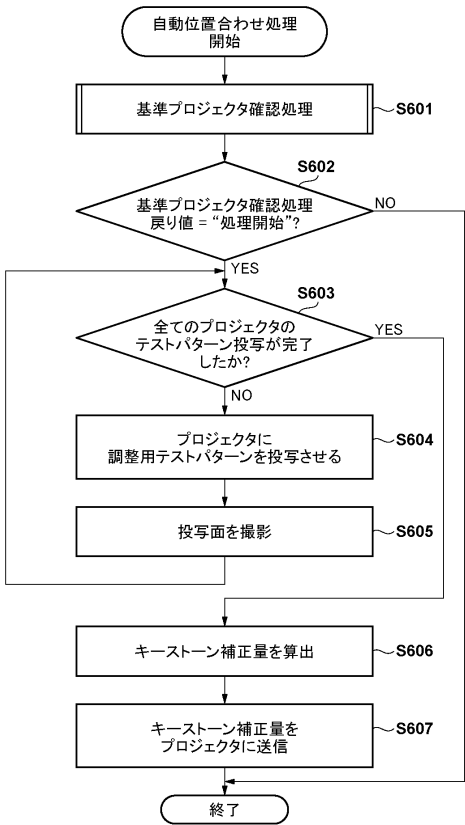 自動位置合わせ処理
開始
基準プロジェクタ確認処理
S601
S602
基準プロジェクタ確認処理
戻り値 = “処理開始”?
NO
YES
S603
全てのプロジェクタの
テストパターン投写が完了
したか?
YES
NO
プロジェクタに
調整用テストパターンを投写させる
S604
投写面を撮影
S605
キーストーン補正量を算出
S606
キーストーン補正量を
プロジェクタに送信
S607
終了